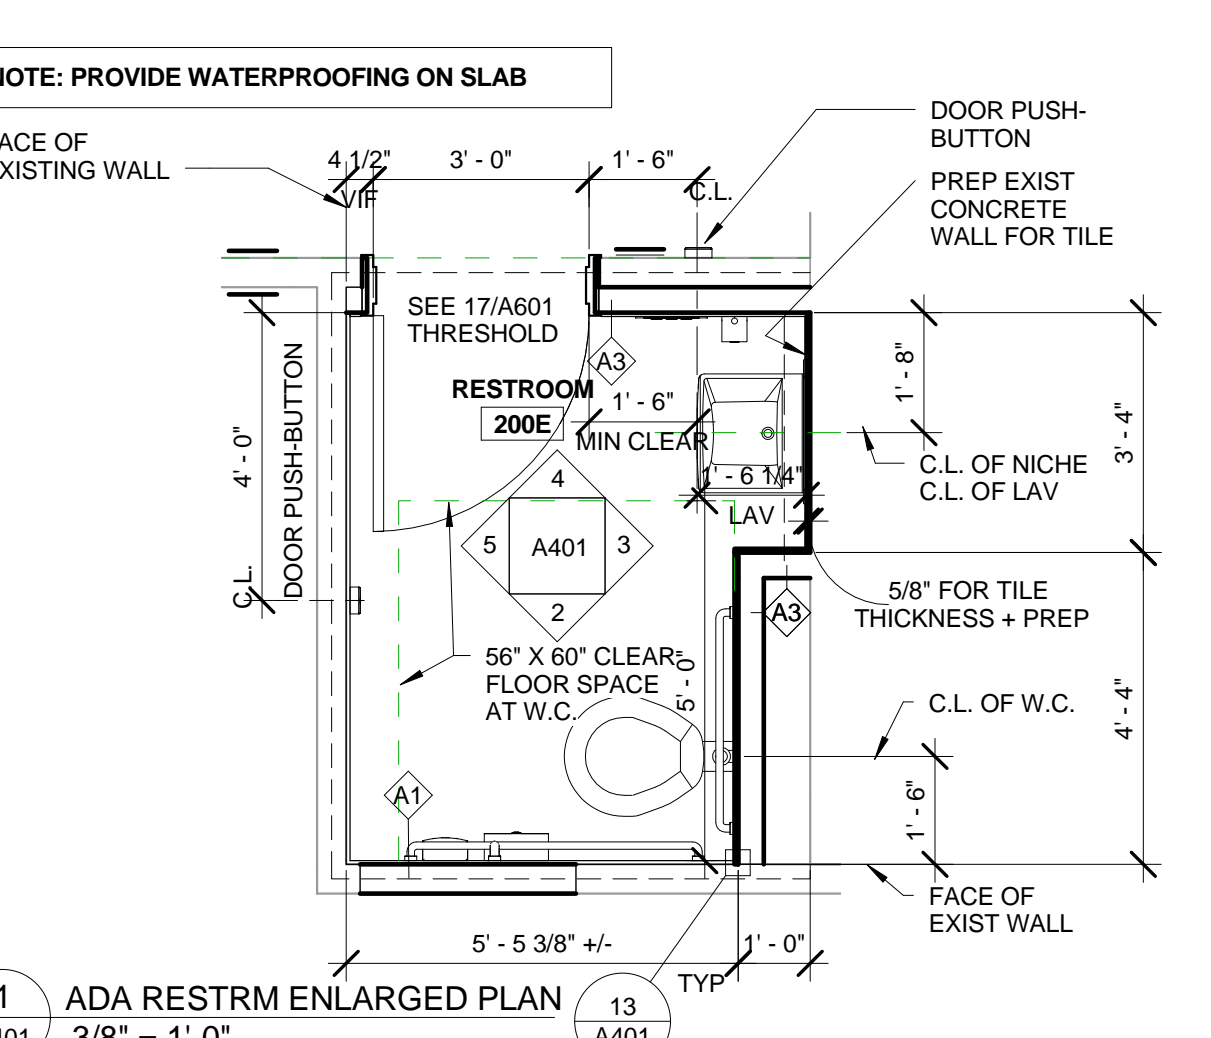 NOTE: PROVIDE WATERPROOFING ON SLAB
ACE OF
XISTING WALL
4 1/2"
VIF
3' - 0"
1' - 6"
C.L.
DOOR PUSH-
BUTTON
PREP EXIST
CONCRETE
WALL FOR TILE
SEE 17/A601
THRESHOLD
A3
RESTROOM
200E
1' - 6"
MIN CLEAR
1' - 6 1/4"
LAV
1' - 8"
3' - 4"
C.L. OF NICHE
C.L. OF LAV
4' - 0"
C.L.
DOOR PUSH-BUTTON
4
5
A401
3
2
5/8" FOR TILE
THICKNESS + PREP
A3
56" X 60" CLEAR
FLOOR SPACE
AT W.C.
5' - 0"
C.L. OF W.C.
4' - 4"
1' - 6"
A1
FACE OF
EXIST WALL
5' - 5 3/8" +/-
1' - 0"
TYP
1
ADA RESTRM ENLARGED PLAN
3/8" = 1'-0"
13
A401